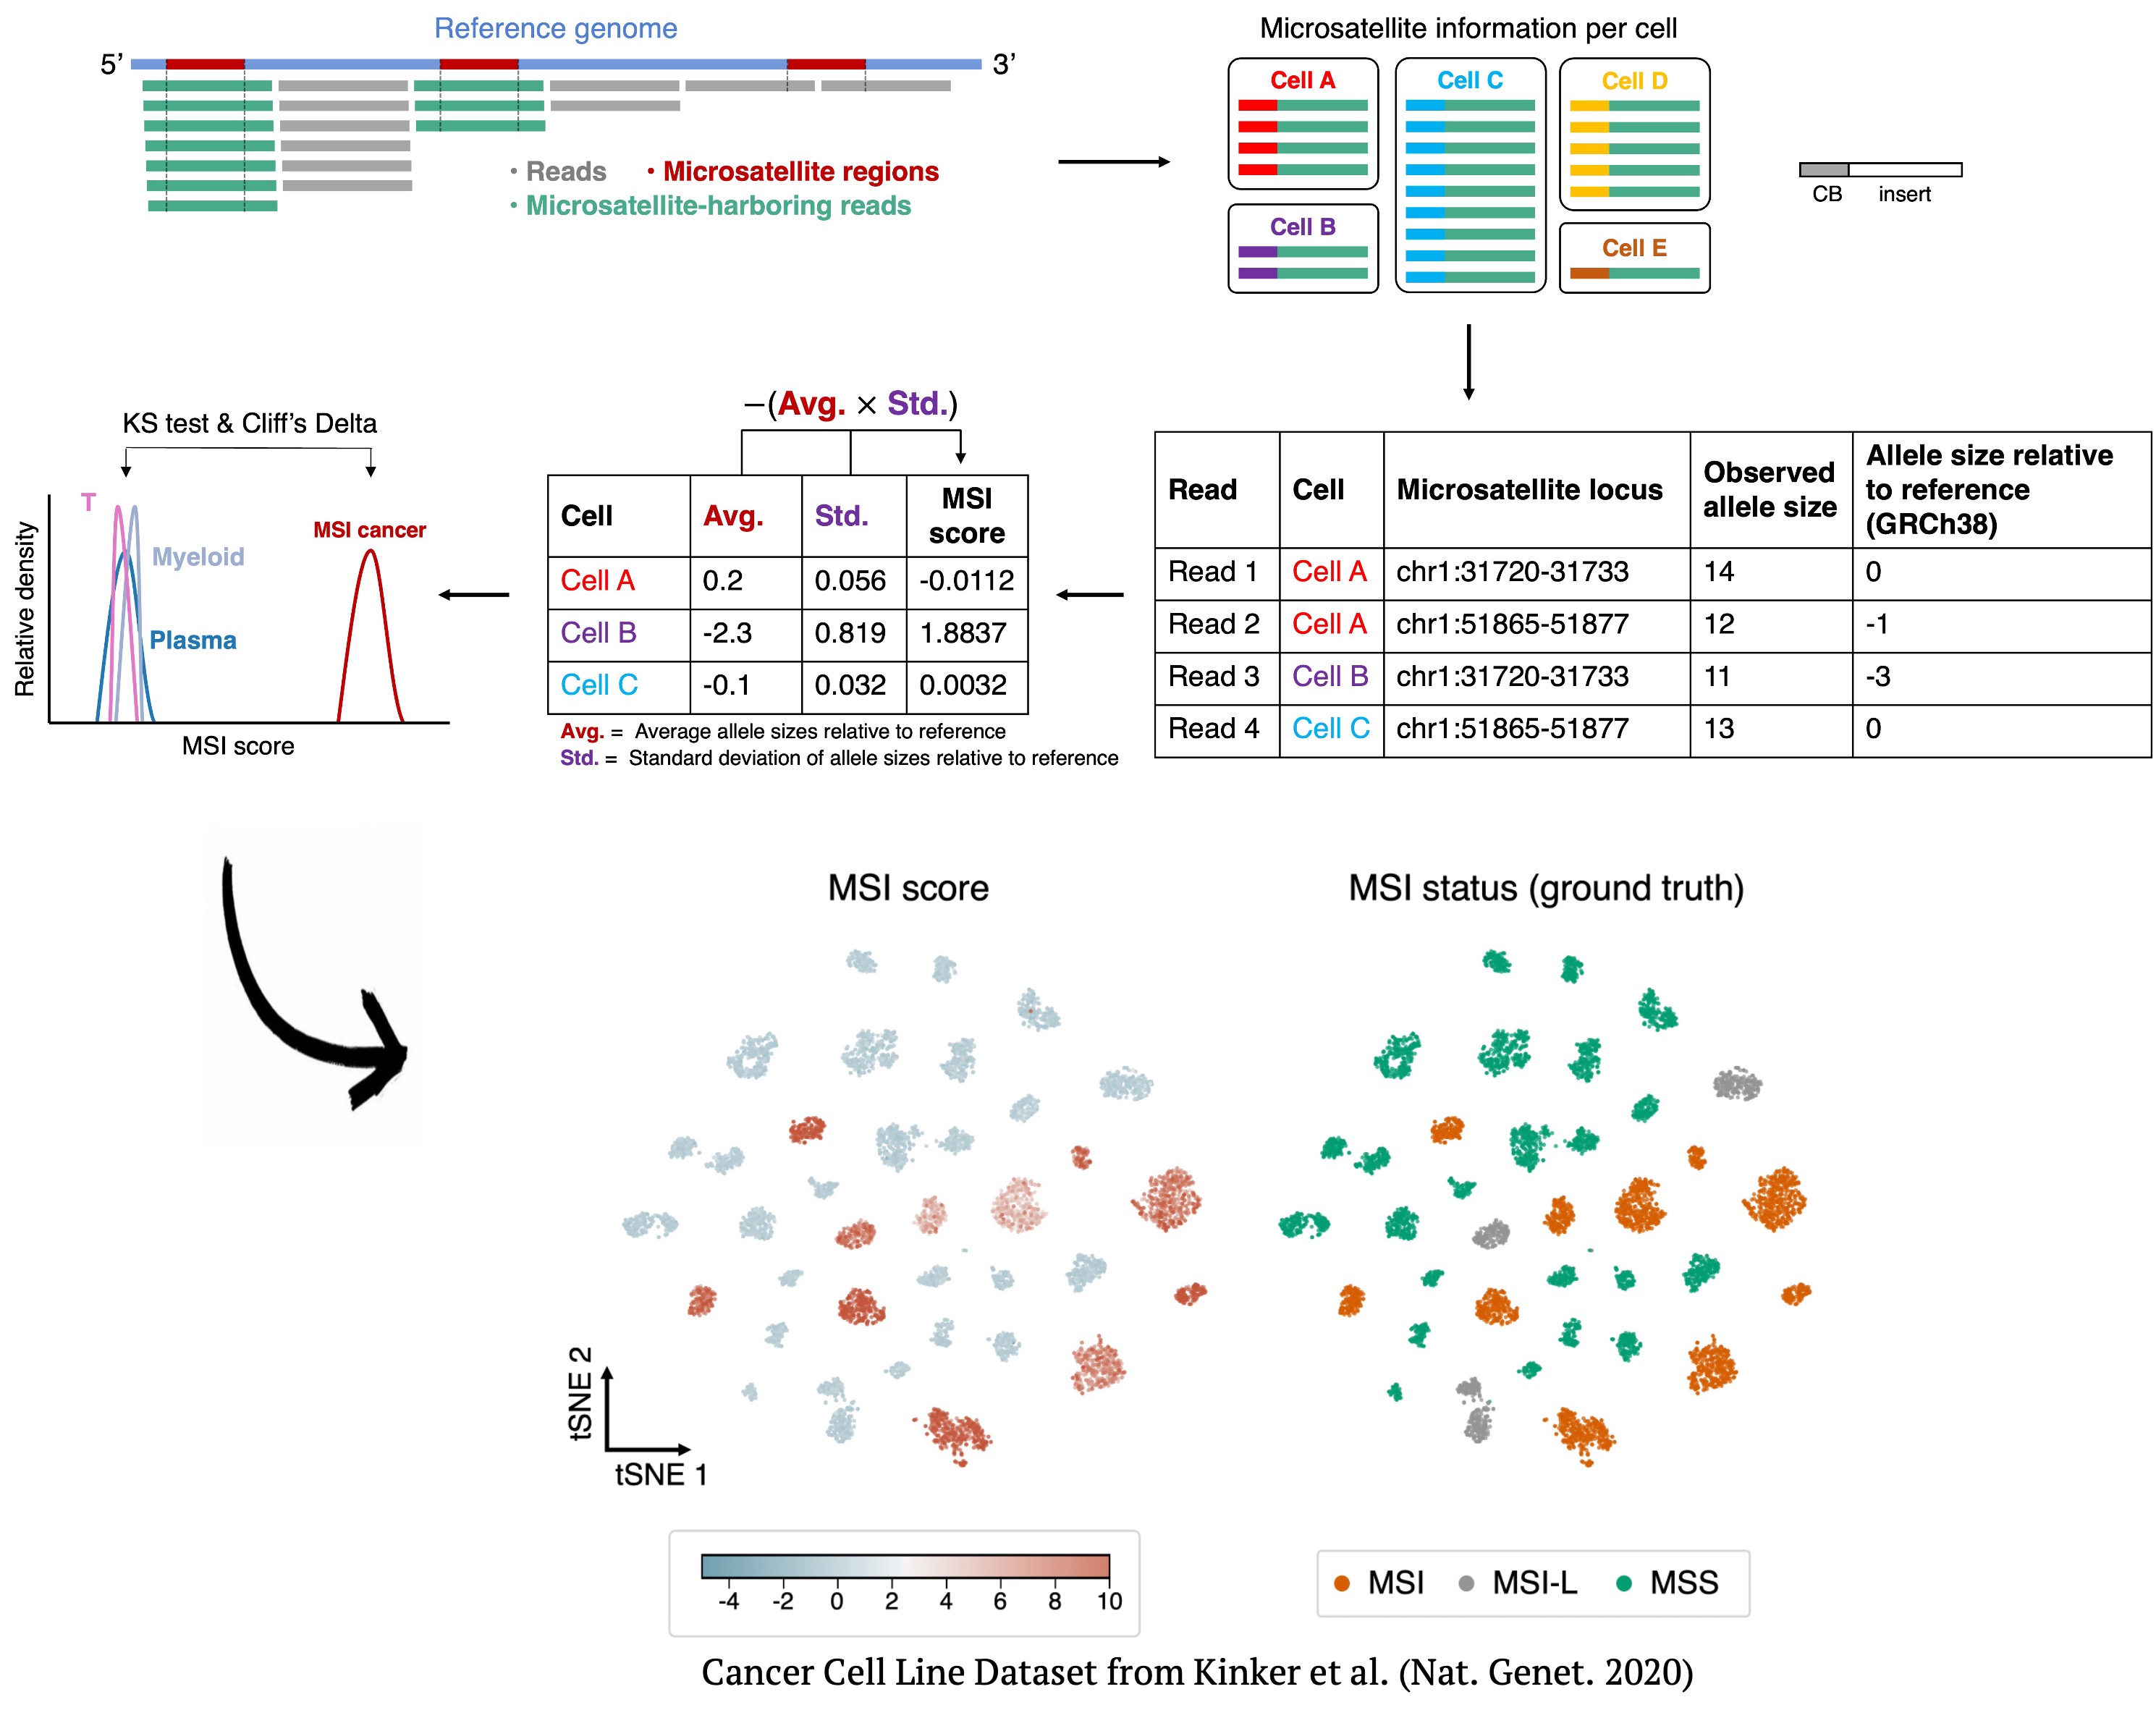 Reference genome
5’
3’
• Reads • Microsatellite regions
• Microsatellite-harboring reads
Microsatellite information per cell
Cell A
Cell C
Cell D
Cell B
Cell E
CB insert
Read Cell Microsatellite locus Observed allele size Allele size relative to reference (GRCh38)
Read 1 Cell A chr1:31720-31733 14 0
Read 2 Cell A chr1:51865-51877 12 -1
Read 3 Cell B chr1:31720-31733 11 -3
Read 4 Cell C chr1:51865-51877 13 0
−(Avg. × Std.)
Cell Avg. Std. MSI score
Cell A 0.2 0.056 -0.0112
Cell B -2.3 0.819 1.8837
Cell C -0.1 0.032 0.0032
Avg. = Average allele sizes relative to reference
Std. = Standard deviation of allele sizes relative to reference
KS test & Cliff’s Delta
T
MSI cancer
Myeloid
Plasma
Relative density
MSI score
MSI score
MSI status (ground truth)
tSNE 2
tSNE 1
-4 -2 0 2 4 6 8 10
MSI MSI-L MSS
Cancer Cell Line Dataset from Kinker et al. (Nat. Genet. 2020)